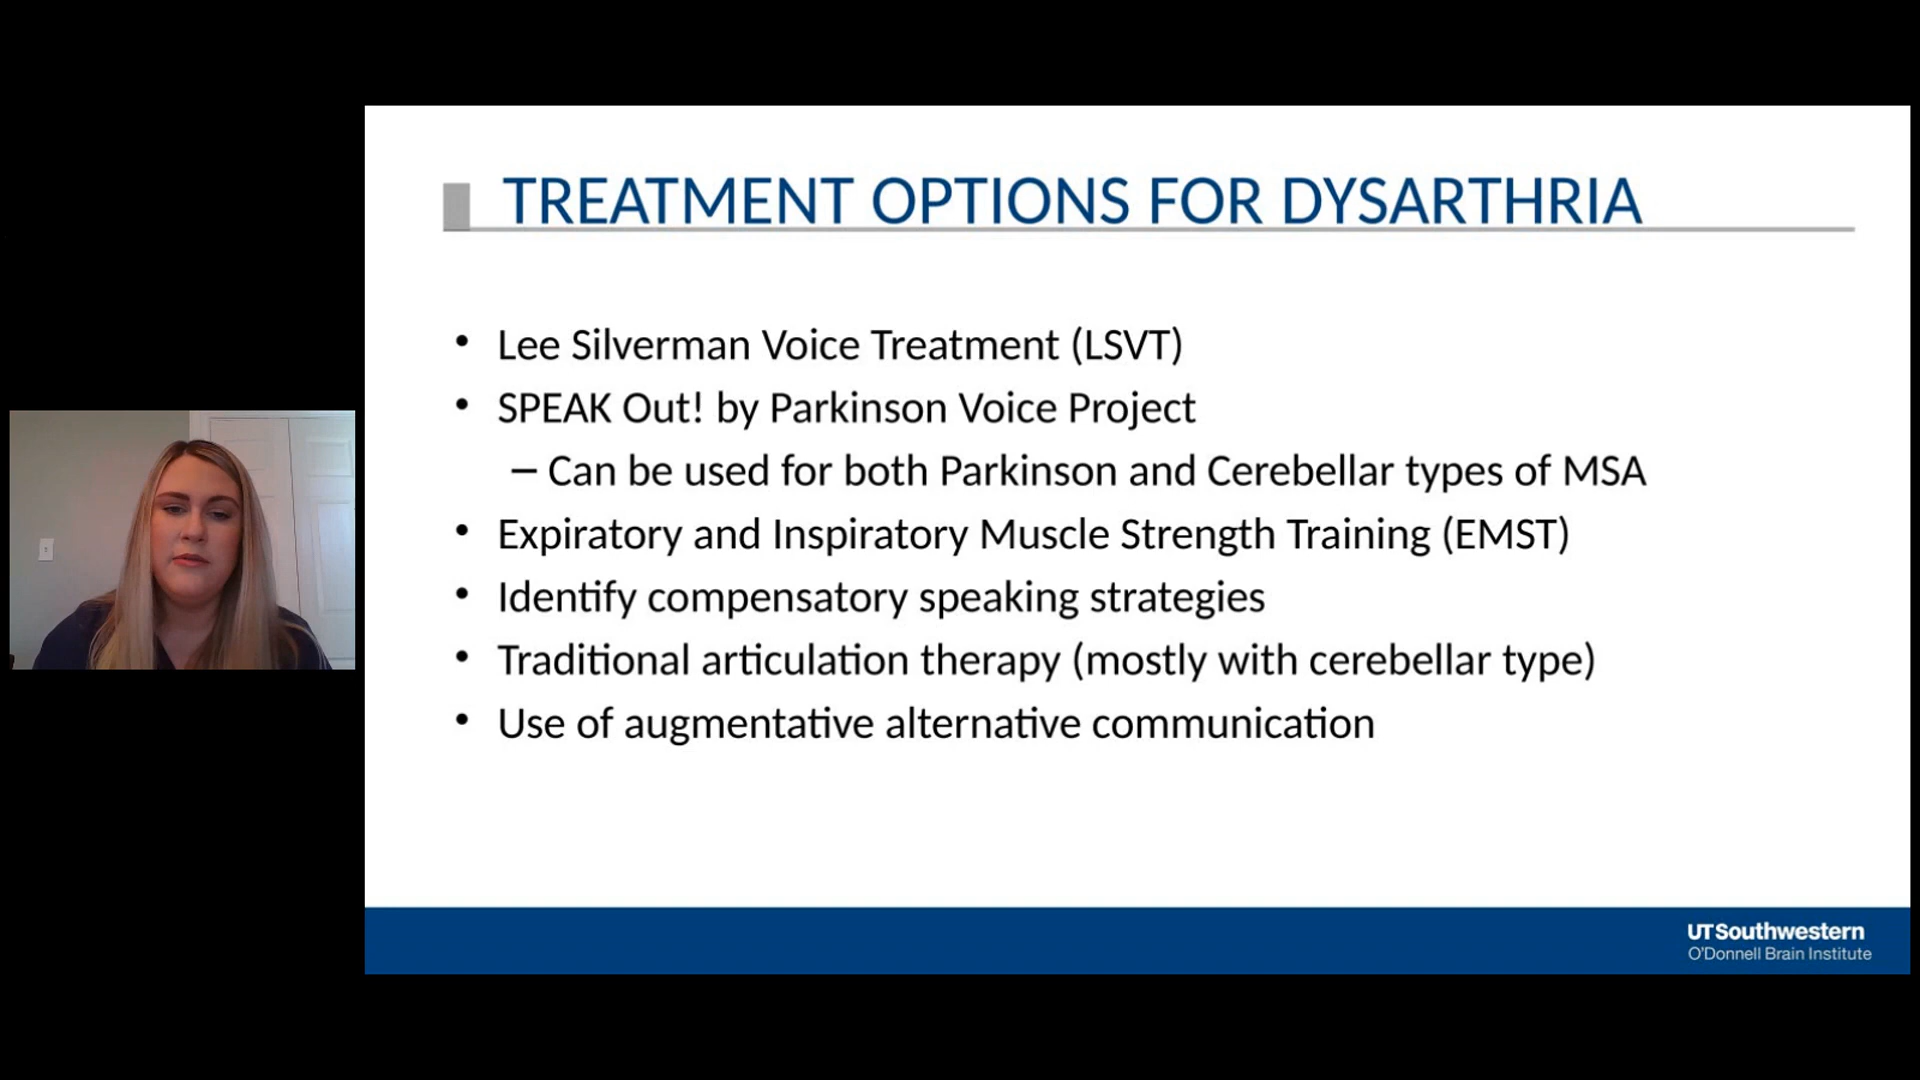 TREATMENT OPTIONS FOR DYSARTHRIA
• Lee Silverman Voice Treatment (LSVT)
• SPEAK Out! by Parkinson Voice Project
– Can be used for both Parkinson and Cerebellar types of MSA
• Expiratory and Inspiratory Muscle Strength Training (EMST)
• Identify compensatory speaking strategies
• Traditional articulation therapy (mostly with cerebellar type)
• Use of augmentative alternative communication
UTSouthwestern
O'Donnell Brain Institute